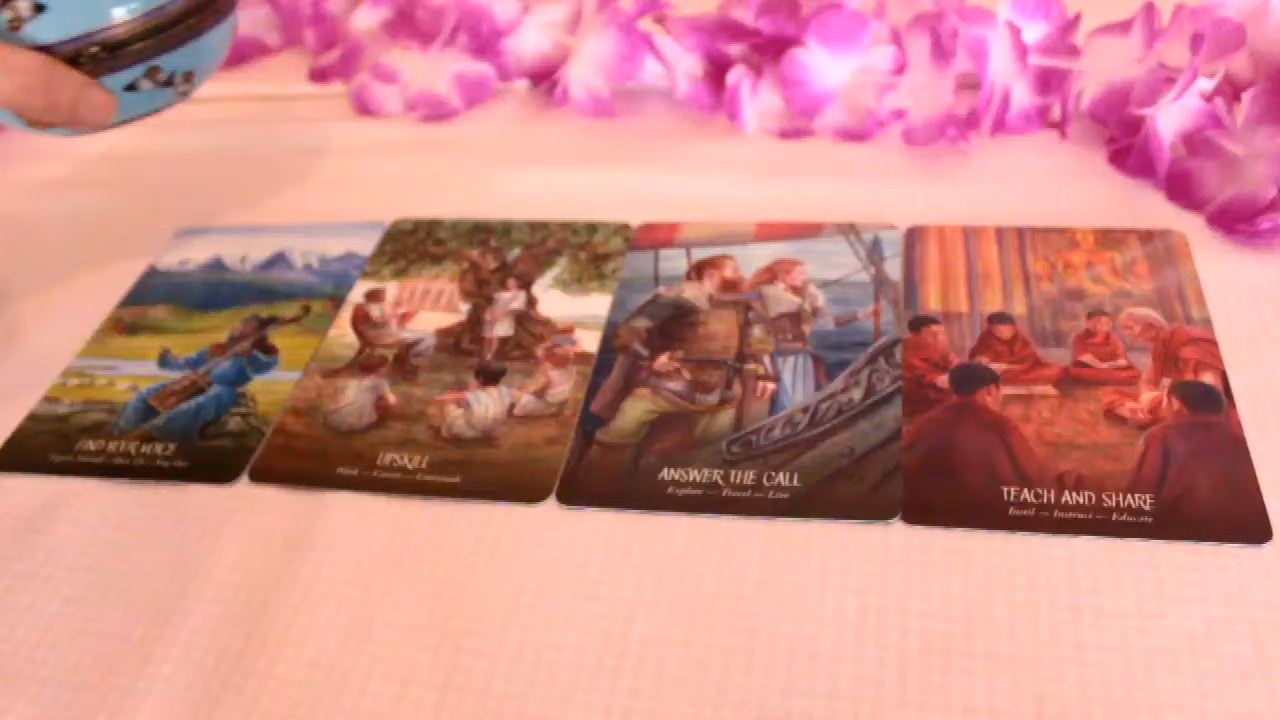 FIND YOUR VOICE
UPSKILL
ANSWER THE CALL
Explore — Travel — Live
TEACH AND SHARE
Instil — Instruct — Educate